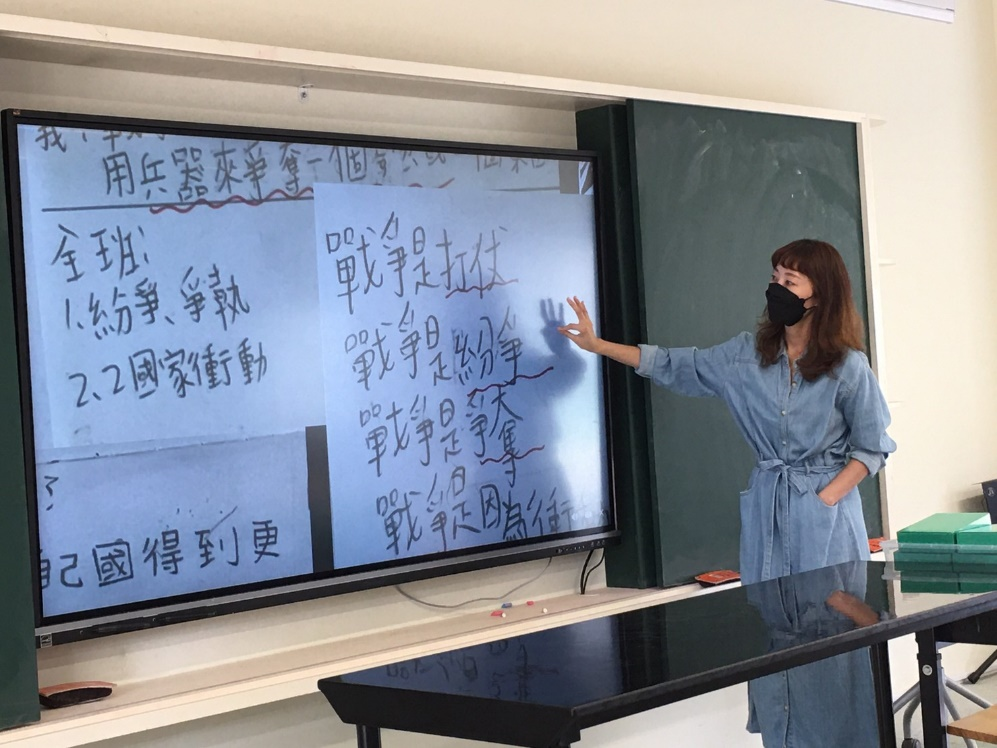 我
用兵器來爭奪一個
全班:
1.紛爭、爭執
2.2國家衝動
自己國得到更
戰爭是打仗
戰爭是紛爭
戰爭是爭奪
戰爭是因為衝